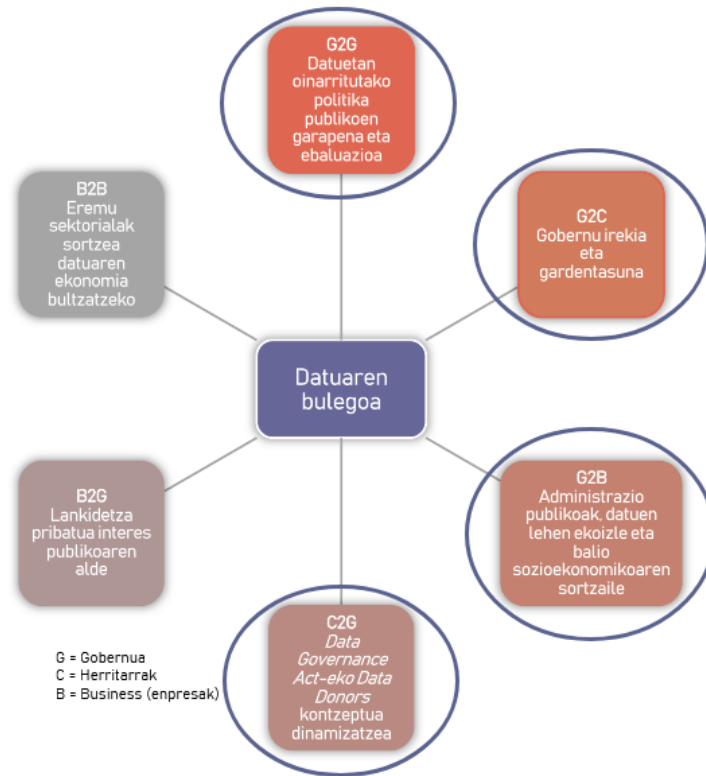 G2G
Datuetan
oinarritutako
politika
publikoen
garapena eta
ebaluazioa
B2B
Eremu
sektorialak
sortzea
datuaren
ekonomia
bultzatzeko
G2C
Gobernu irekia
eta
gardentasuna
Datuaren
bulegoa
B2G
Lankidetza
pribatua interes
publikoaren
alde
G2B
Administrazio
publikoak, datuen
lehen ekoizle eta
balio
sozioekonomikoaren
sortzaile
C2G
Data
Governance
Act-eko Data
Donors
kontzeptua
dinamizatzea
G = Gobernua
C = Herritarrak
B = Business (enpresak)